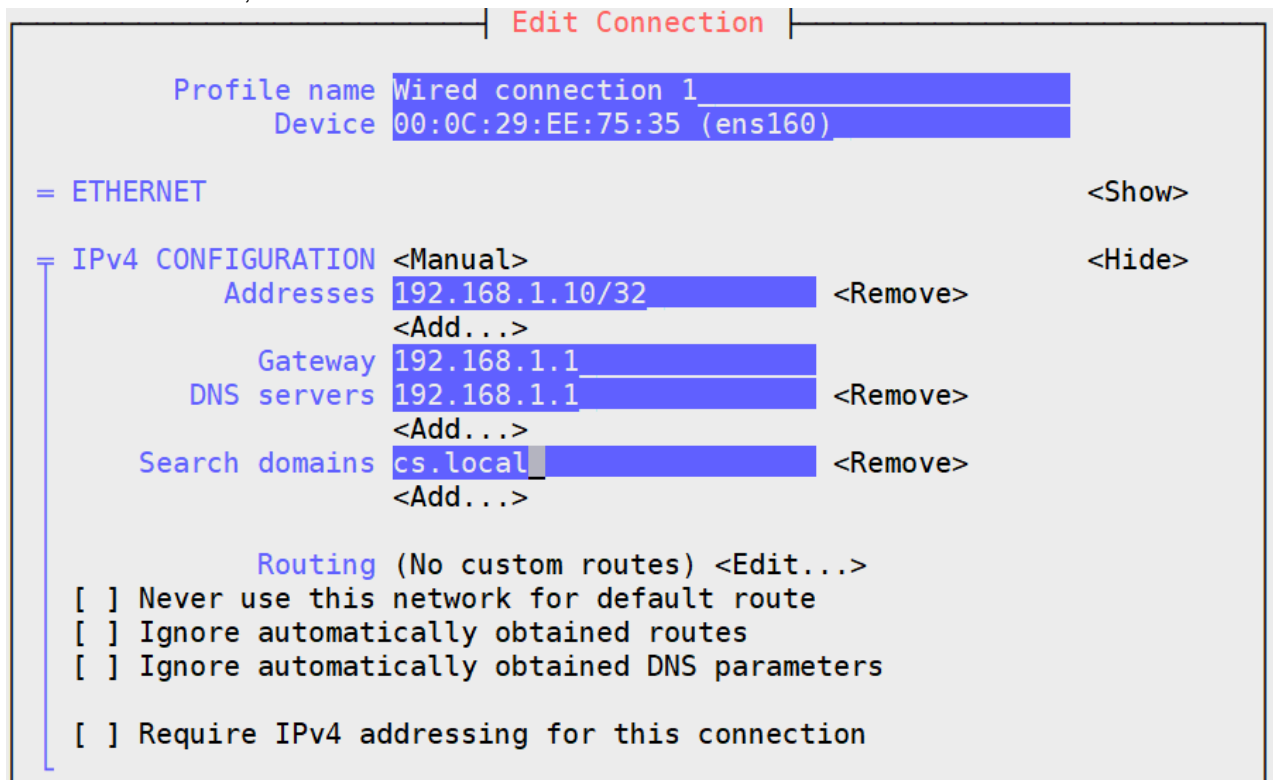 Edit Connection
Profile name Wired connection 1
Device 00:0C:29:EE:75:35 (ens160)
= ETHERNET <Show>
= IPv4 CONFIGURATION <Manual> <Hide>
Addresses 192.168.1.10/32 <Remove>
<Add...>
Gateway 192.168.1.1
DNS servers 192.168.1.1 <Remove>
<Add...>
Search domains cs.local <Remove>
<Add...>
Routing (No custom routes) <Edit...>
[ ] Never use this network for default route
[ ] Ignore automatically obtained routes
[ ] Ignore automatically obtained DNS parameters
[ ] Require IPv4 addressing for this connection